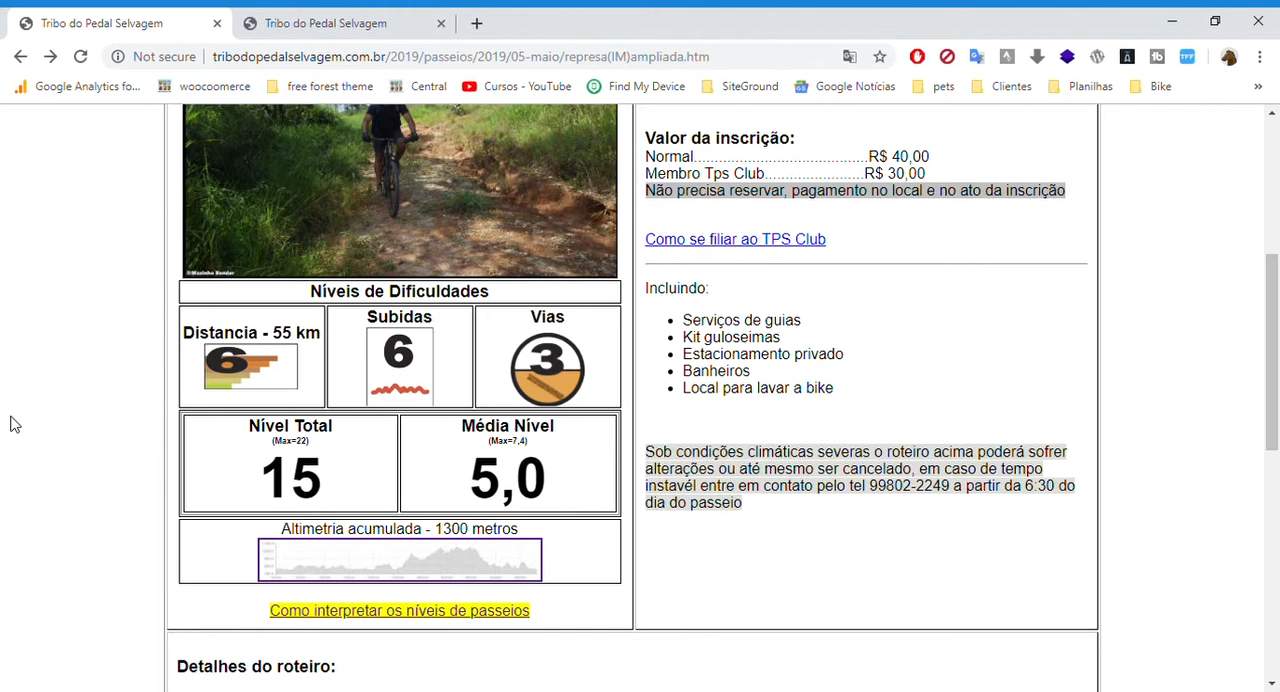 Tribo do Pedal Selvagem
Tribo do Pedal Selvagem
Not secure
tribodopedalselvagem.com.br/2019/passeios/2019/05-maio/represa(IM)ampliada.htm
Google Analytics fo...
woocoomerce
free forest theme
Central
Cursos - YouTube
Find My Device
SiteGround
Google Notícias
pets
Clientes
Planilhas
Bike
»
©Mozinho Bender
Níveis de Dificuldades
Distancia - 55 km
6
Subidas
6
Vias
3
Nível Total
(Max=22)
15
Média Nível
(Max=7,4)
5,0
Altimetria acumulada - 1300 metros
Como interpretar os níveis de passeios
Valor da inscrição:
Normal..........................................R$ 40,00
Membro Tps Club........................R$ 30,00
Não precisa reservar, pagamento no local e no ato da inscrição
Como se filiar ao TPS Club
Incluindo:
• Serviços de guias
• Kit guloseimas
• Estacionamento privado
• Banheiros
• Local para lavar a bike
Sob condições climáticas severas o roteiro acima poderá sofrer
alterações ou até mesmo ser cancelado, em caso de tempo
instavél entre em contato pelo tel 99802-2249 a partir da 6:30 do
dia do passeio
Detalhes do roteiro: